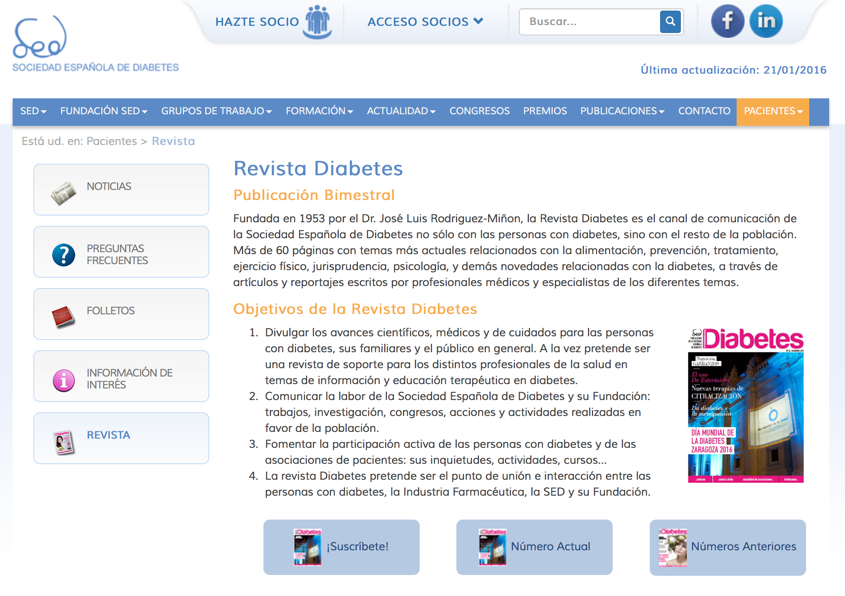 HAZTE SOCIO
ACCESO SOCIOS
Buscar...
Sed
SOCIEDAD ESPAÑOLA DE DIABETES
Última actualización: 21/01/2016
SED FUNDACIÓN SED GRUPOS DE TRABAJO FORMACIÓN ACTUALIDAD CONGRESOS PREMIOS PUBLICACIONES CONTACTO PACIENTES
Está ud. en: Pacientes > Revista
NOTICIAS
PREGUNTAS
FRECUENTES
FOLLETOS
INFORMACIÓN DE
INTERÉS
REVISTA
Revista Diabetes
Publicación Bimestral
Fundada en 1953 por el Dr. José Luis Rodriguez-Miñon, la Revista Diabetes es el canal de comunicación de
la Sociedad Española de Diabetes no sólo con las personas con diabetes, sino con el resto de la población.
Más de 60 páginas con temas más actuales relacionados con la alimentación, prevención, tratamiento,
ejercicio físico, jurisprudencia, psicología, y demás novedades relacionadas con la diabetes, a través de
artículos y reportajes escritos por profesionales médicos y especialistas de los diferentes temas.
Objetivos de la Revista Diabetes
1. Divulgar los avances científicos, médicos y de cuidados para las personas
con diabetes, sus familiares y el público en general. A la vez pretende ser
una revista de soporte para los distintos profesionales de la salud en
temas de información y educación terapéutica en diabetes.
2. Comunicar la labor de la Sociedad Española de Diabetes y su Fundación:
trabajos, investigación, congresos, acciones y actividades realizadas en
favor de la población.
3. Fomentar la participación activa de las personas con diabetes y de las
asociaciones de pacientes: sus inquietudes, actividades, cursos...
4. La revista Diabetes pretende ser el punto de unión e interacción entre las
personas con diabetes, la Industria Farmacéutica, la SED y su Fundación.
Diabetes
Nuevas terapias de
DÍA MUNDIAL DE
LA DIABETES
ZARAGOZA 2016
¡Suscríbete!
Número Actual
Números Anteriores